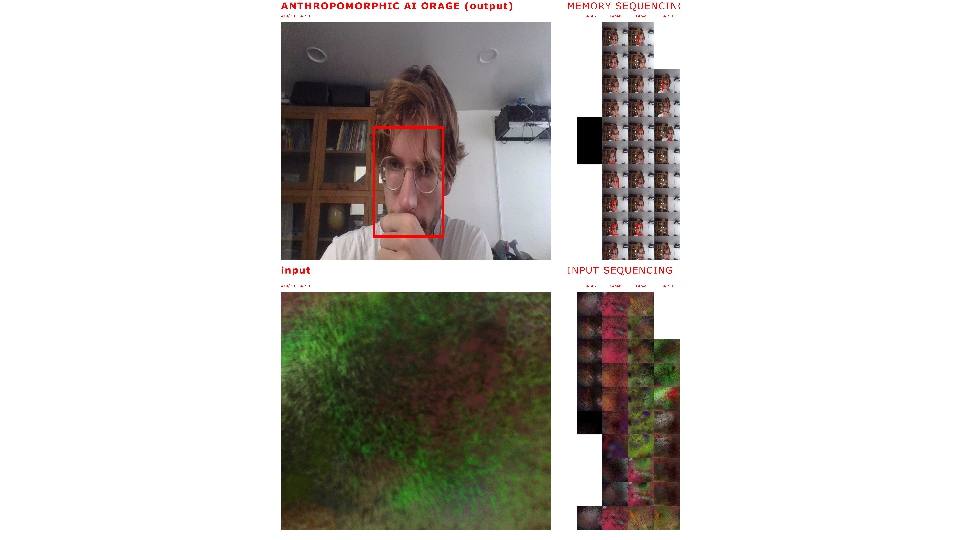 ANTHROPOMORPHIC AI ORAGE (output)
MEMORY SEQUENCING
input
INPUT SEQUENCING